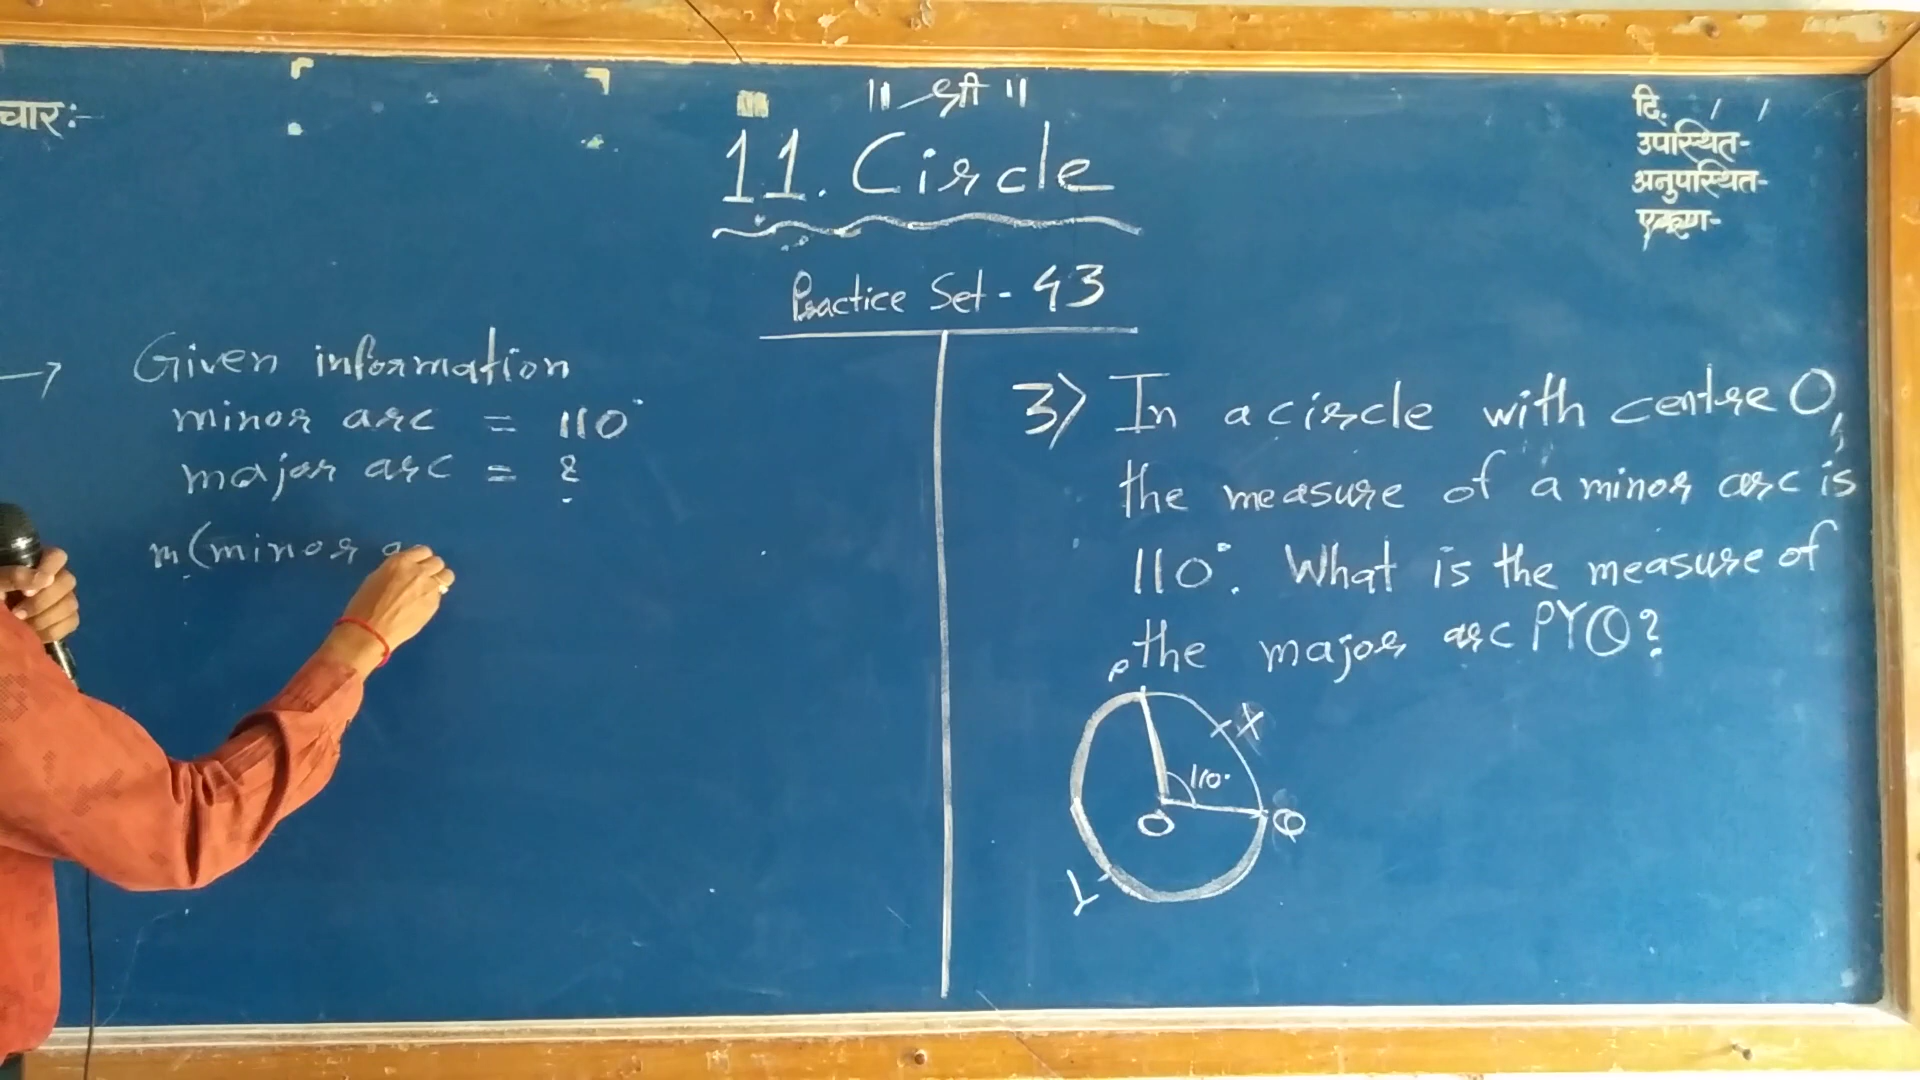 चार:-
॥ श्री ॥
11. Circle
Practice Set - 43
दि. / /
उपस्थित-
अनुपस्थित-
एकूण-
→ Given information
minor arc = 110°
major arc = ?
m(minor a
3) In a circle with centre O,
the measure of a minor arc is
110°. What is the measure of
the major arc PYQ?
P
X
110°
O
Q
Y